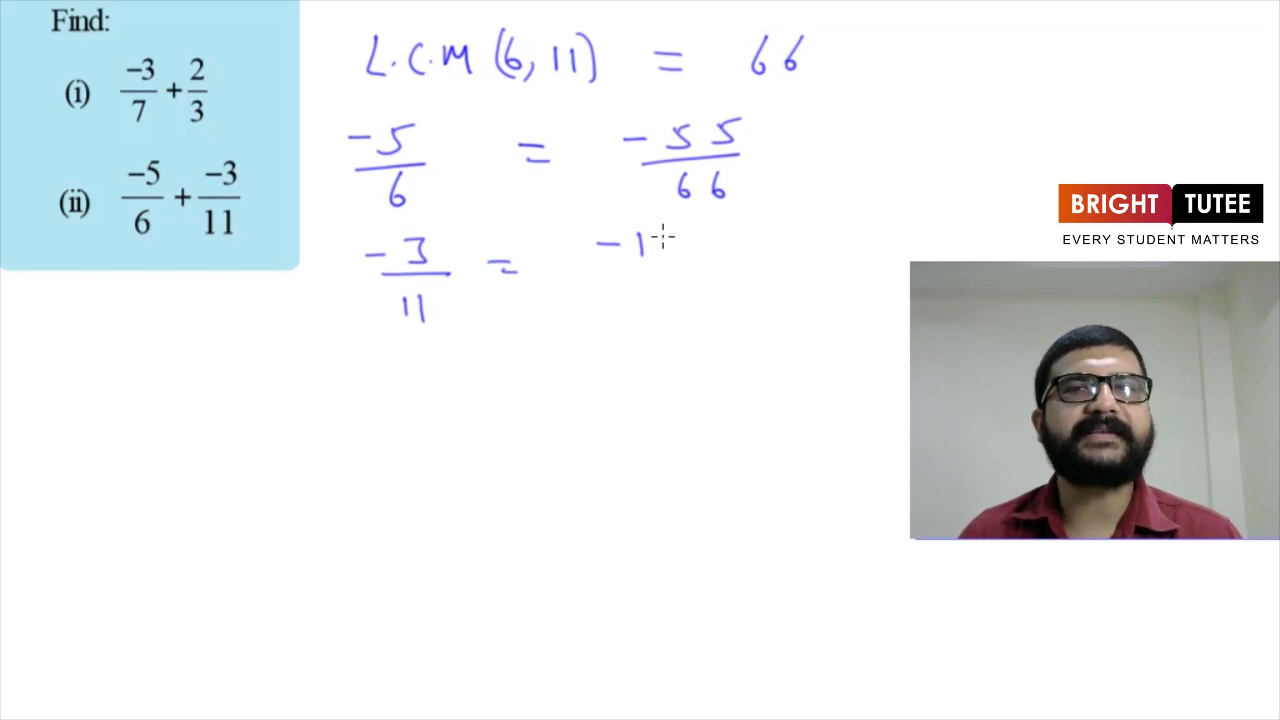 Find:
(i) -3/7 + 2/3
(ii) -5/6 + -3/11
L.C.M (6, 11) = 66
-5/6 = -55/66
-3/11 = -1
BRIGHT TUTEE
EVERY STUDENT MATTERS